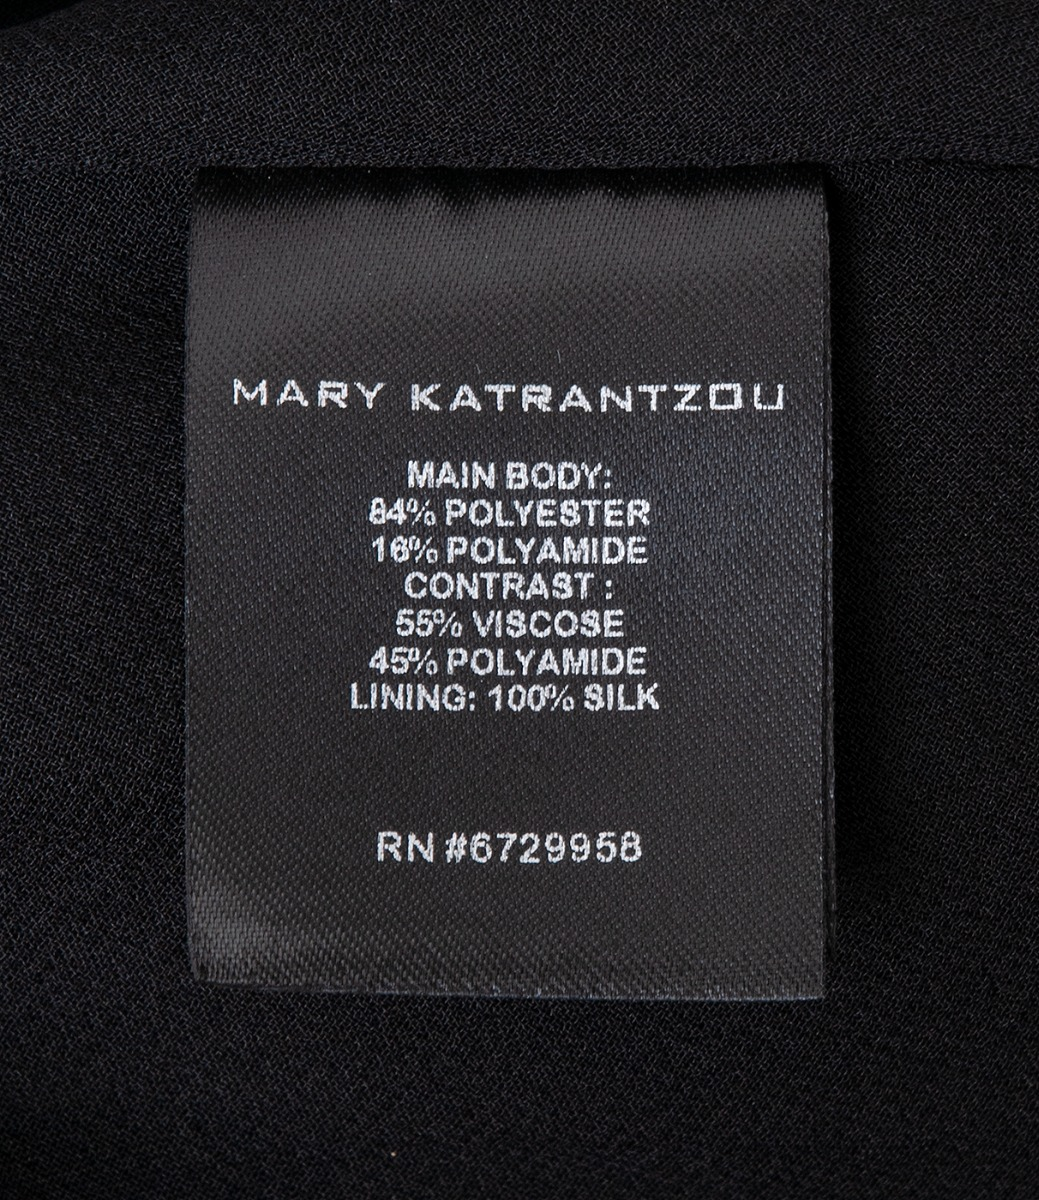 MARY KATRANTZOU
MAIN BODY:
84% POLYESTER
16% POLYAMIDE
CONTRAST :
55% VISCOSE
45% POLYAMIDE
LINING: 100% SILK
RN #6729958